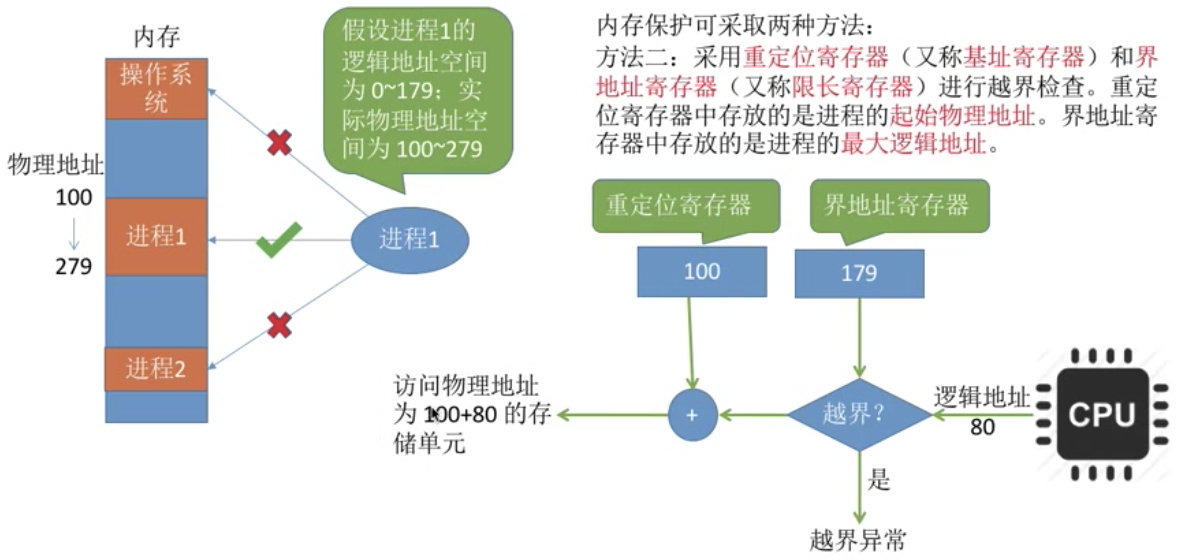 内存
操作系
统
物理地址
100
279
进程1
进程2
假设进程1的
逻辑地址空间
为 0~179；实
际物理地址空
间为 100~279
进程1
内存保护可采取两种方法：
方法二：采用重定位寄存器（又称基址寄存器）和界
地址寄存器（又称限长寄存器）进行越界检查。重定
位寄存器中存放的是进程的起始物理地址。界地址寄
存器中存放的是进程的最大逻辑地址。
重定位寄存器
界地址寄存器
100
179
访问物理地址
为 100+80 的存
储单元
+
越界？
逻辑地址
80
CPU
是
越界异常